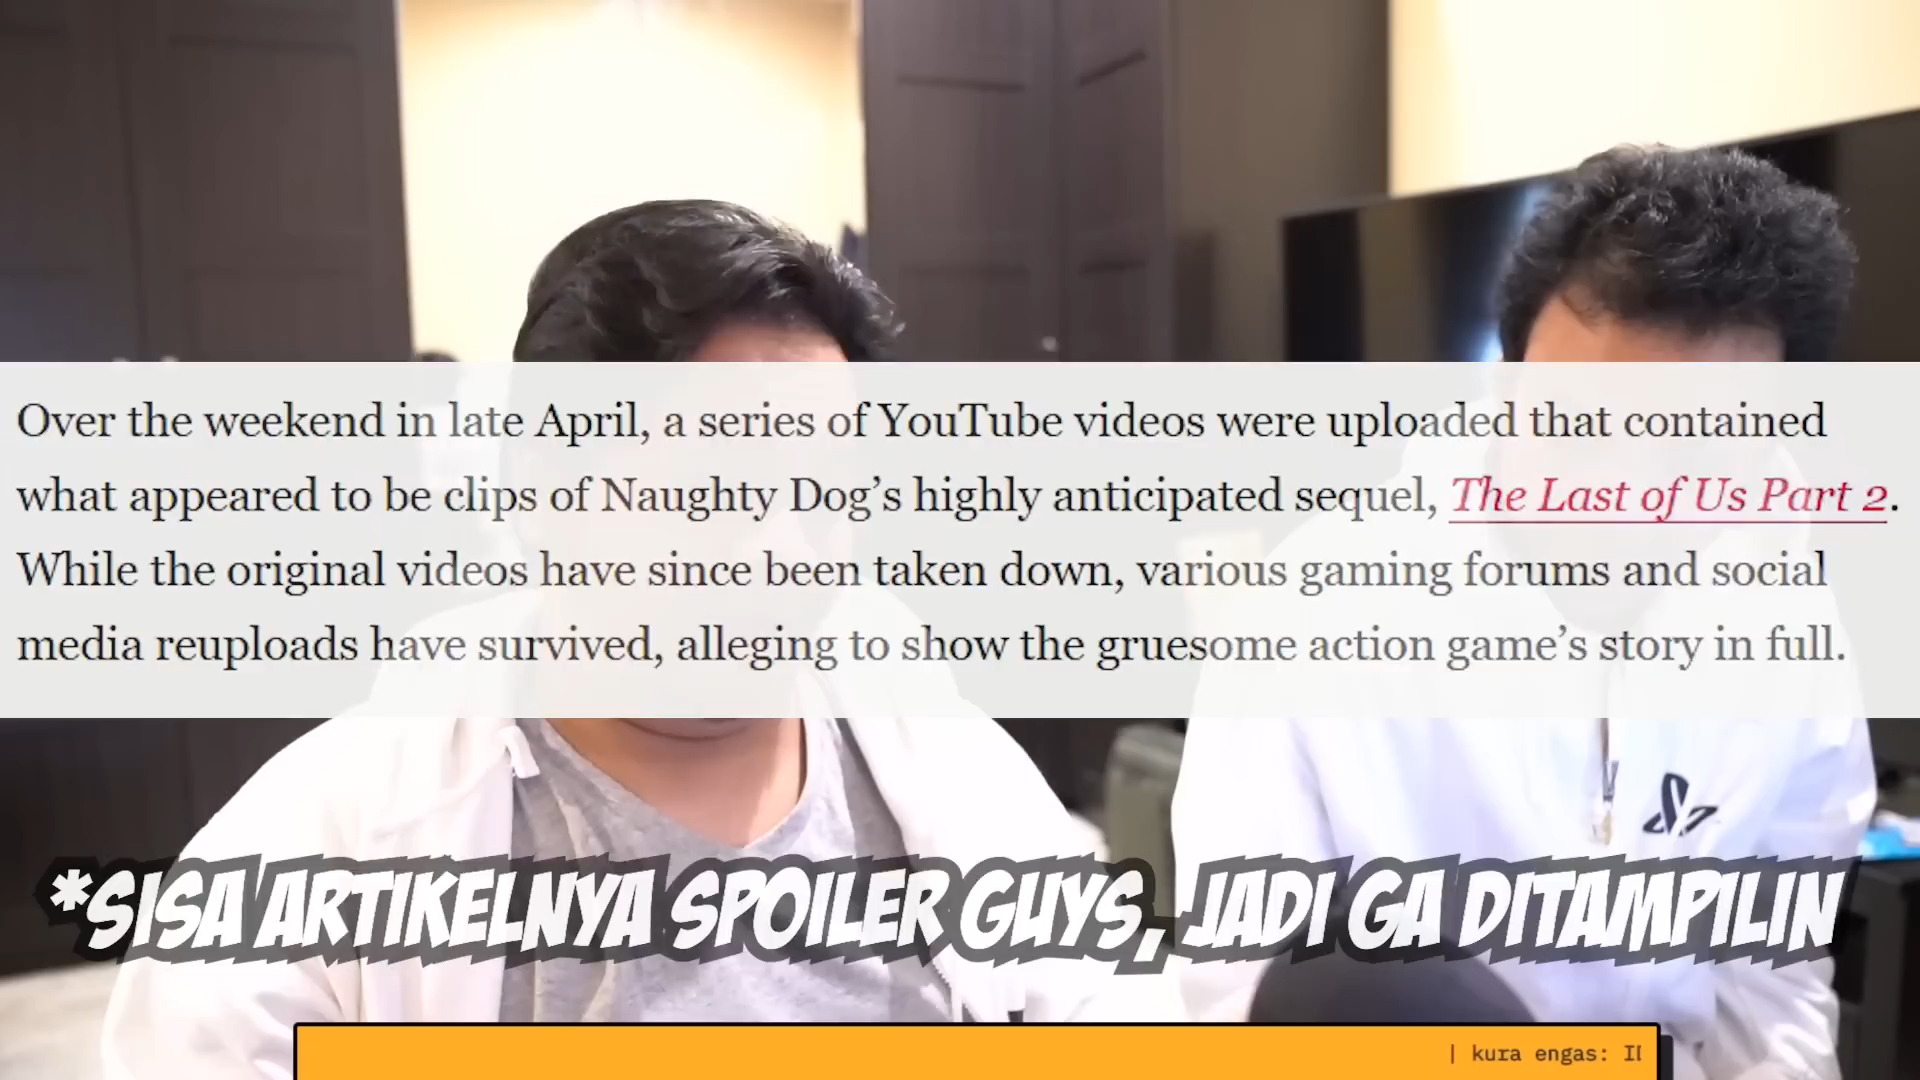 Over the weekend in late April, a series of YouTube videos were uploaded that contained
what appeared to be clips of Naughty Dog’s highly anticipated sequel, The Last of Us Part 2.
While the original videos have since been taken down, various gaming forums and social
media reuploads have survived, alleging to show the gruesome action game’s story in full.
*SISA ARTIKELNYA SPOILER GUYS, JADI GA DITAMPILIN
| kura engas: